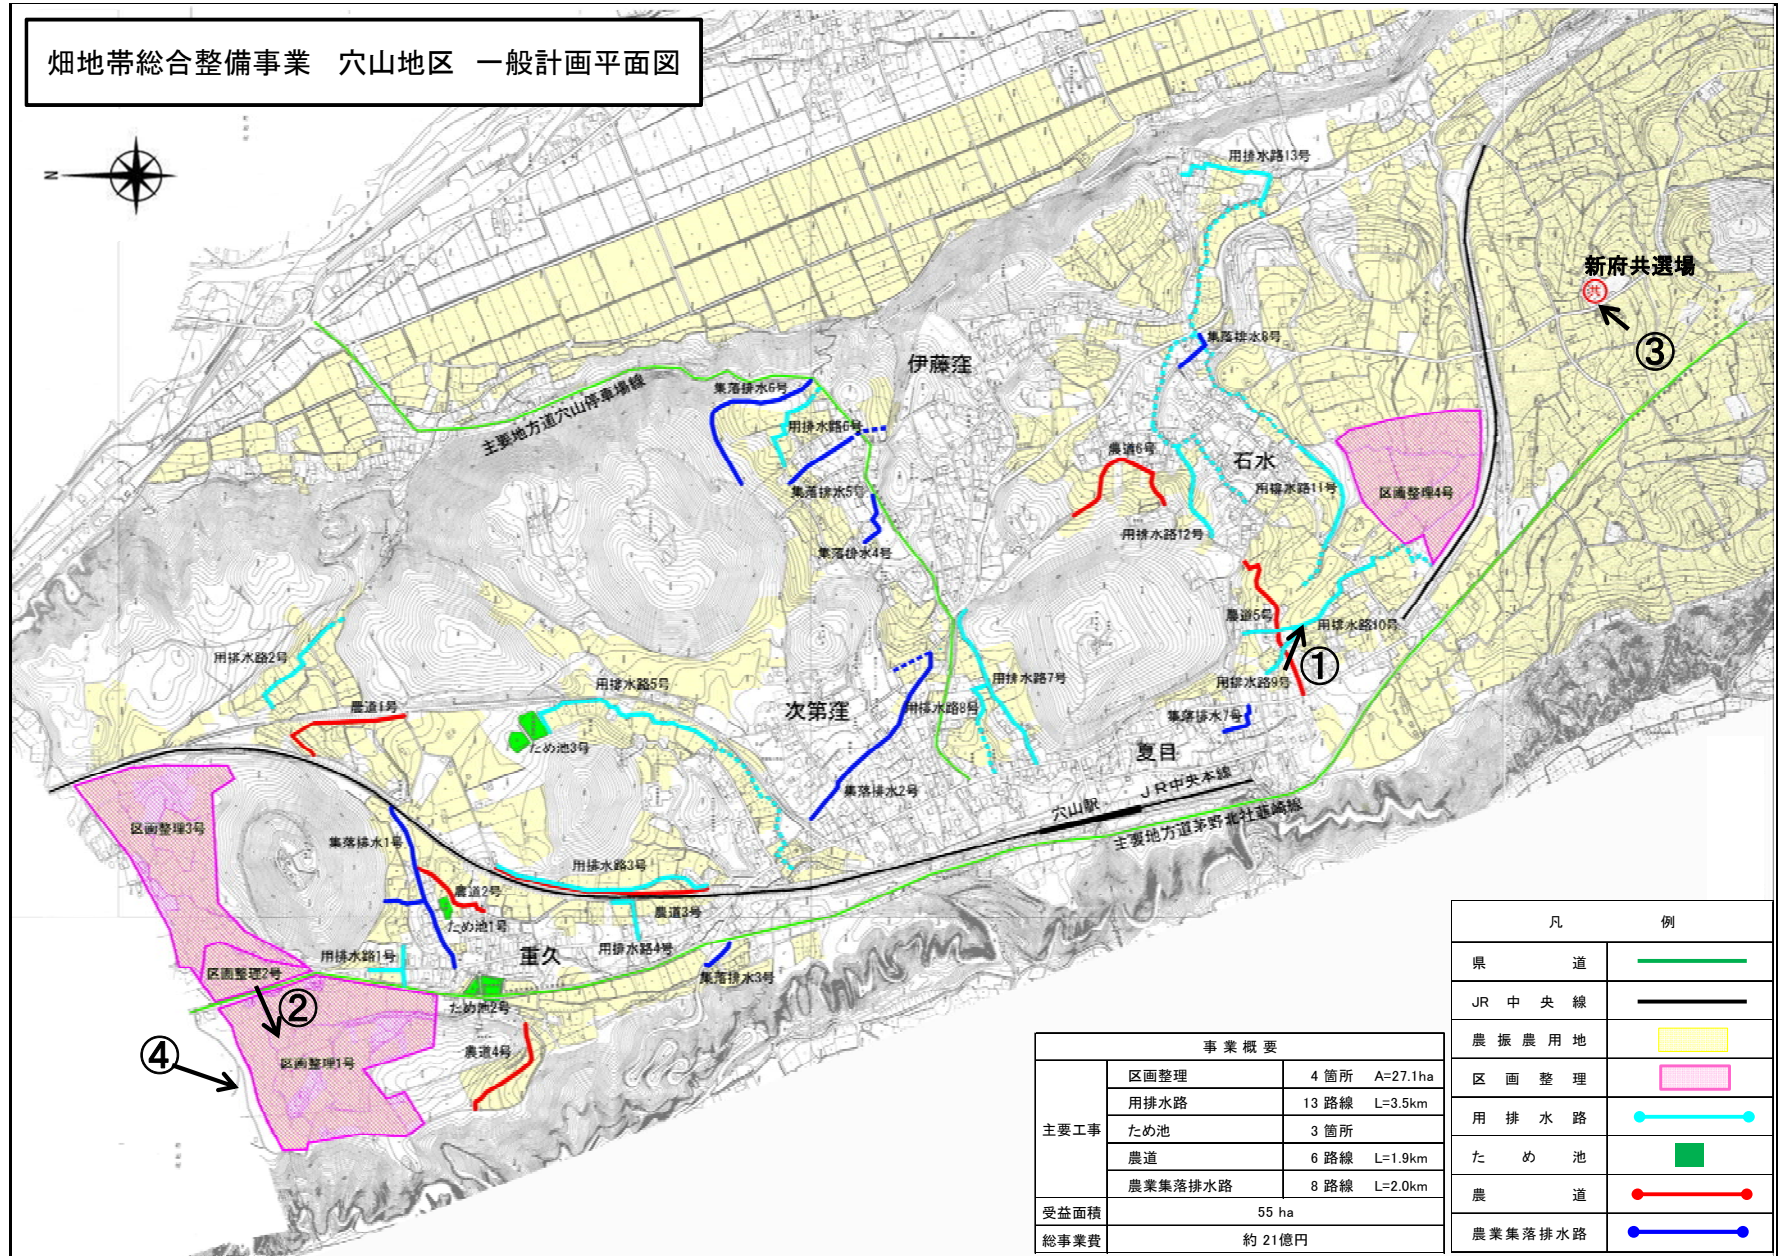 畑地帯総合整備事業　穴山地区　一般計画平面図
N
用排水路13号
新府共選場
共
③
集落排水8号
伊藤窪
主要地方道穴山停車場線
集落排水6号
用排水路6号
農道6号
石水
集落排水5号
用排水路11号
区画整理4号
集落排水4号
用排水路12号
農道5号
用排水路10号
①
用排水路2号
用排水路5号
用排水路7号
用排水路9号
農道1号
次第窪
用排水路8号
集落排水7号
ため池3号
夏目
集落排水2号
穴山駅
JR中央本線
主要地方道茅野北杜韮崎線
区画整理3号
集落排水1号
用排水路3号
農道2号
ため池1号
農道3号
用排水路1号
重久
用排水路4号
区画整理2号
集落排水3号
②
ため池2号
④
区画整理1号
農道4号
事業概要
主要工事
区画整理 4 箇所 A=27.1ha
用排水路 13 路線 L=3.5km
ため池 3 箇所
農道 6 路線 L=1.9km
農業集落排水路 8 路線 L=2.0km
受益面積 55 ha
総事業費 約 21億円
凡　例
県道
JR中央線
農振農用地
区画整理
用排水路
ため池
農道
農業集落排水路